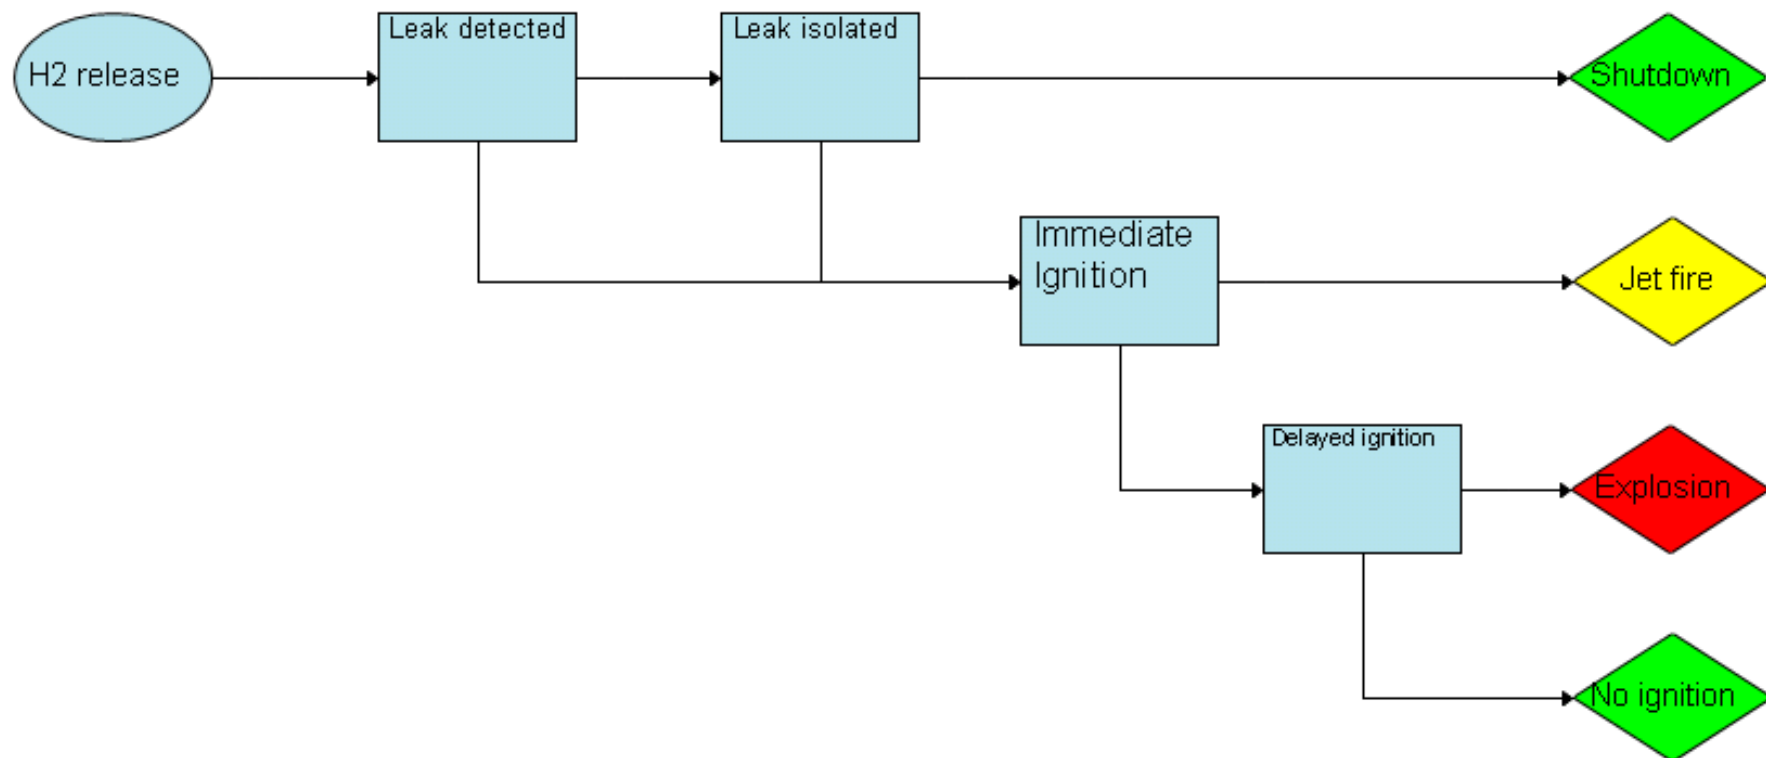 H2 release
Leak detected
Leak isolated
Shutdown
Immediate
Ignition
Jet fire
Delayed ignition
Explosion
No ignition